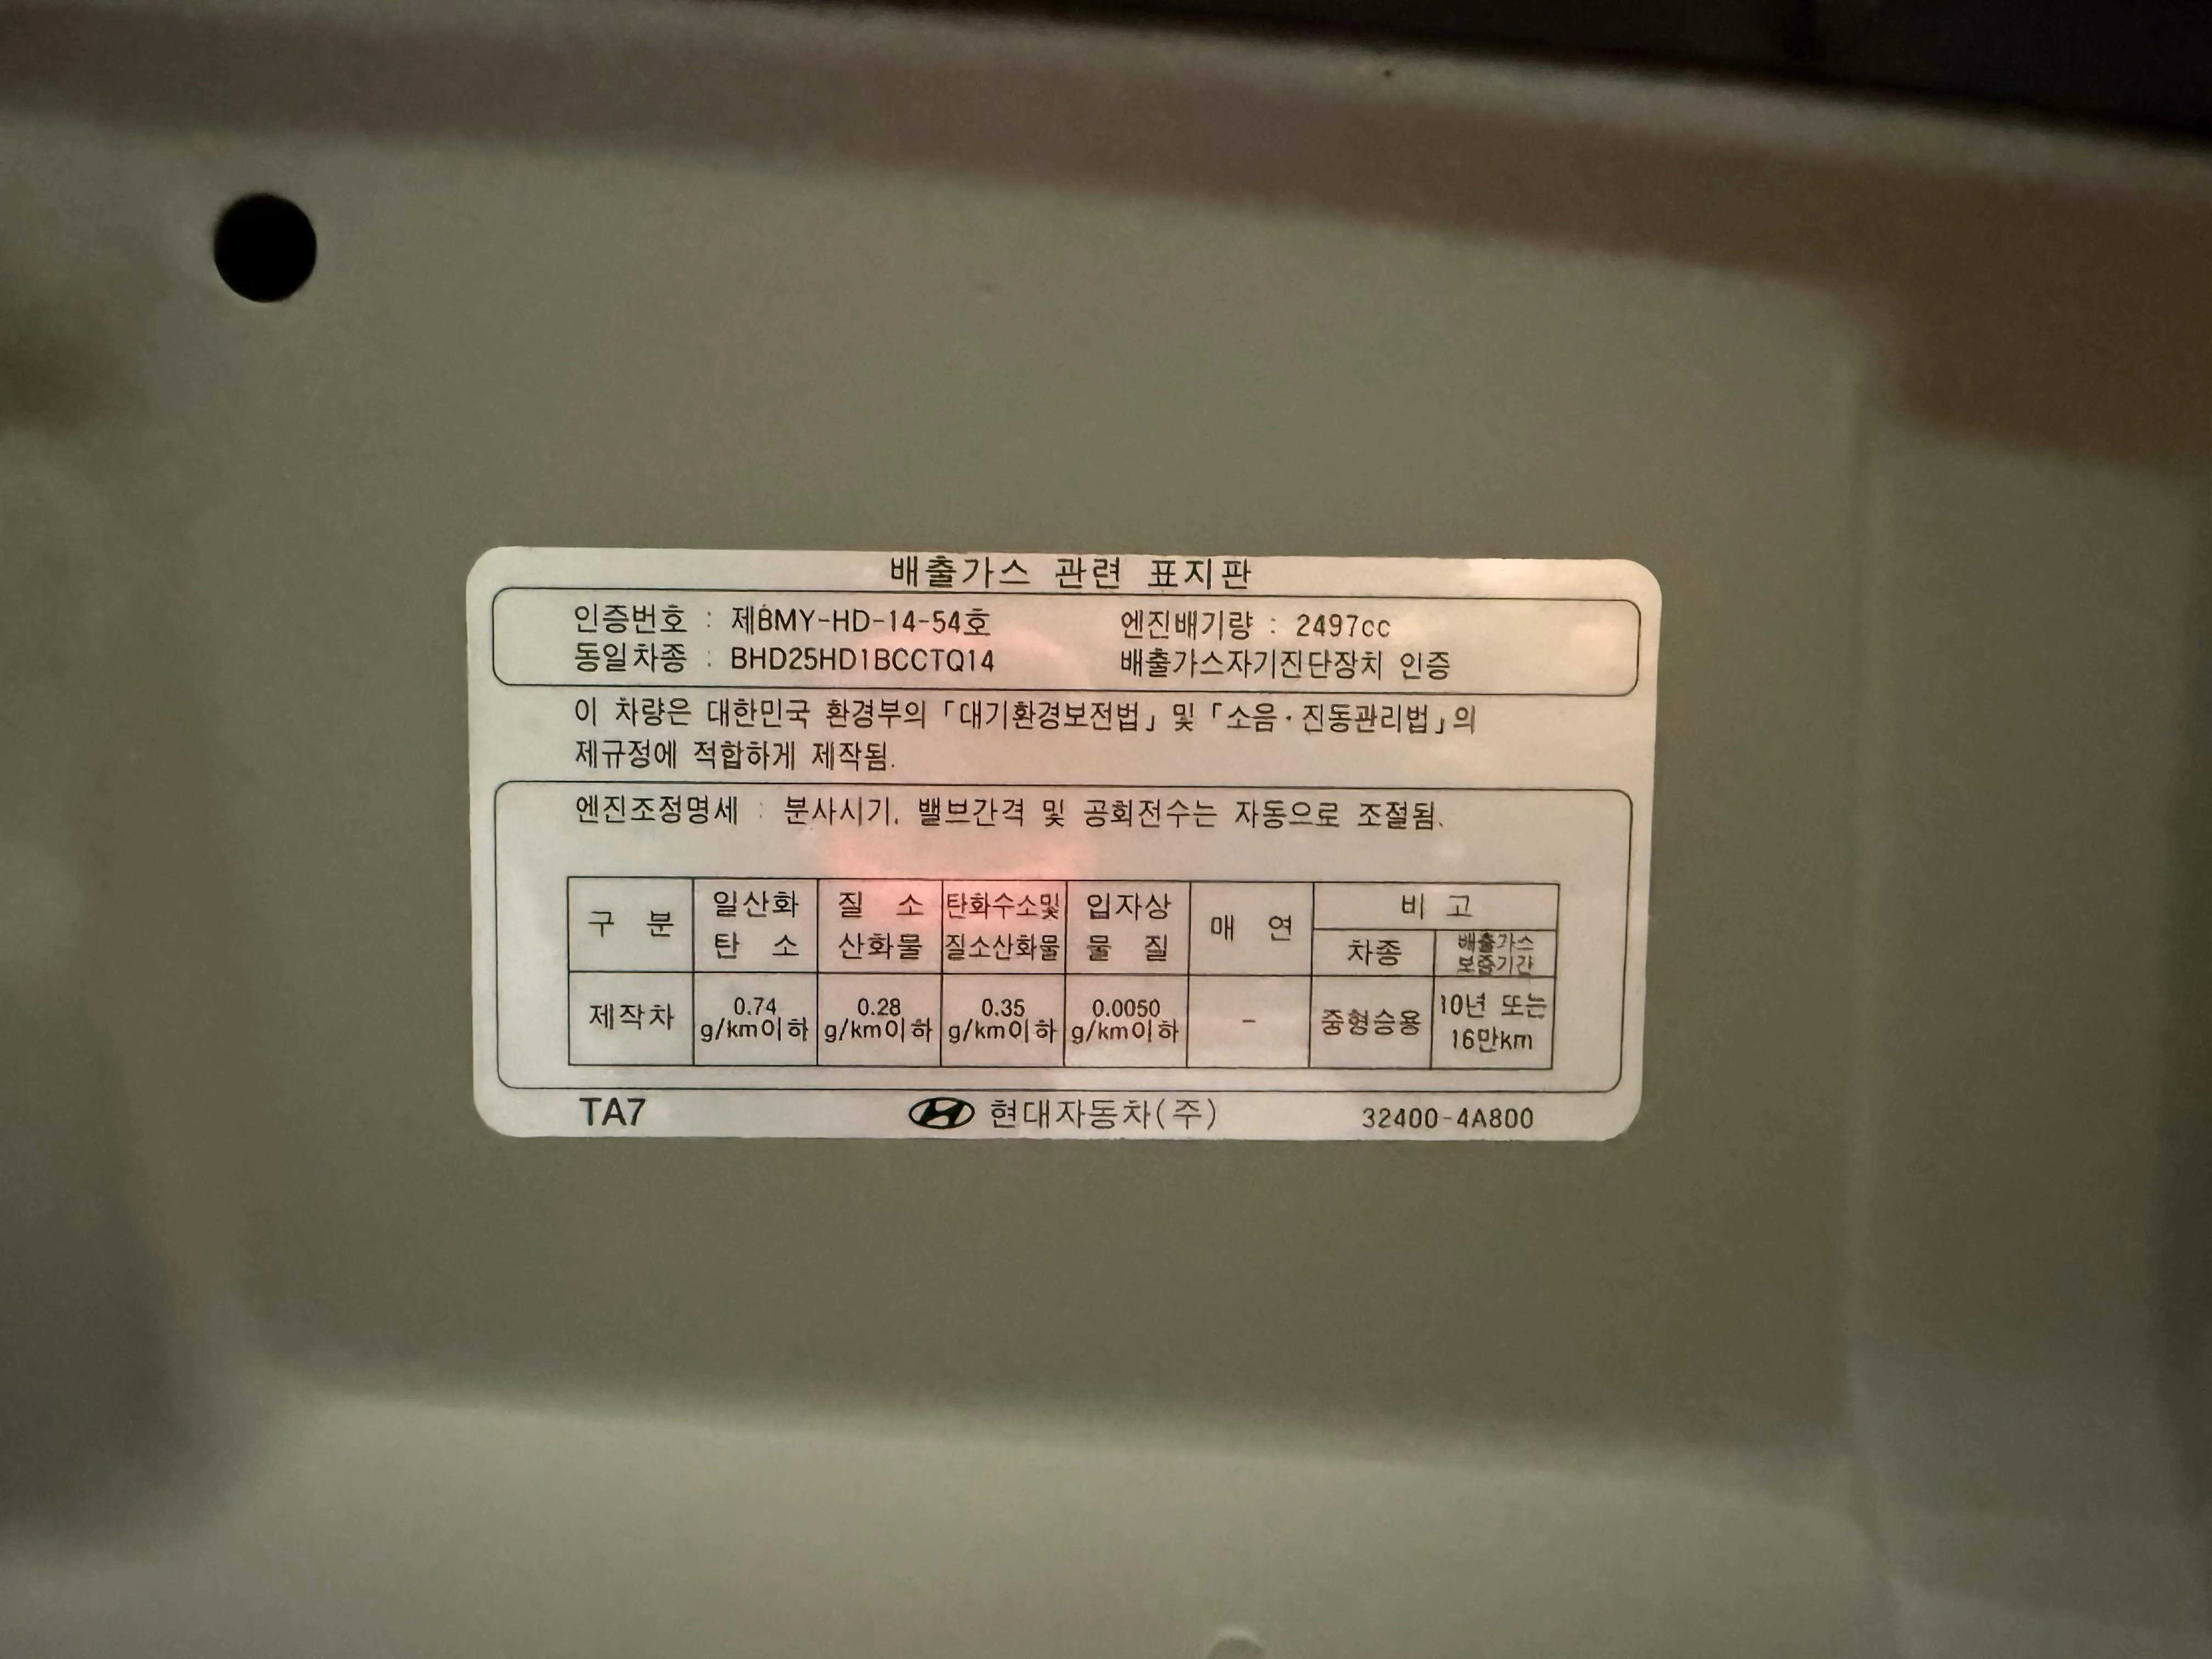 배출가스 관련 표지판
인증번호 : 제BMY-HD-14-54호 엔진배기량 : 2497cc
동일차종 : BHD25HD1BCCTQ14 배출가스자기진단장치 인증
이 차량은 대한민국 환경부의 「대기환경보전법」 및 「소음·진동관리법」의
제규정에 적합하게 제작됨.
엔진조정명세 : 분사시기, 밸브간격 및 공회전수는 자동으로 조절됨.
구 분 일산화 탄 소 질 소 산화물 탄화수소및 질소산화물 입자상 물 질 매 연 비 고
차종 배출가스 보증기간
제작차 0.74 g/km이하 0.28 g/km이하 0.35 g/km이하 0.0050 g/km이하 - 중형승용 10년 또는 16만km
TA7 현대자동차(주) 32400-4A800